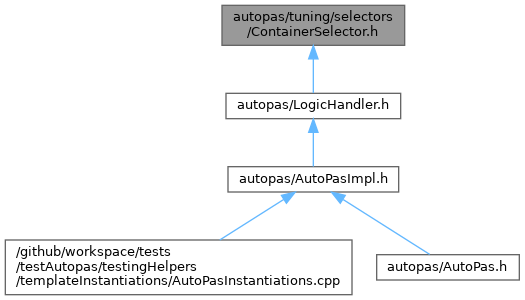 autopas/tuning/selectors
/ContainerSelector.h
autopas/LogicHandler.h
autopas/AutoPasImpl.h
/github/workspace/tests
/testAutopas/testingHelpers
/templateInstantiations/AutoPasInstantiations.cpp
autopas/AutoPas.h